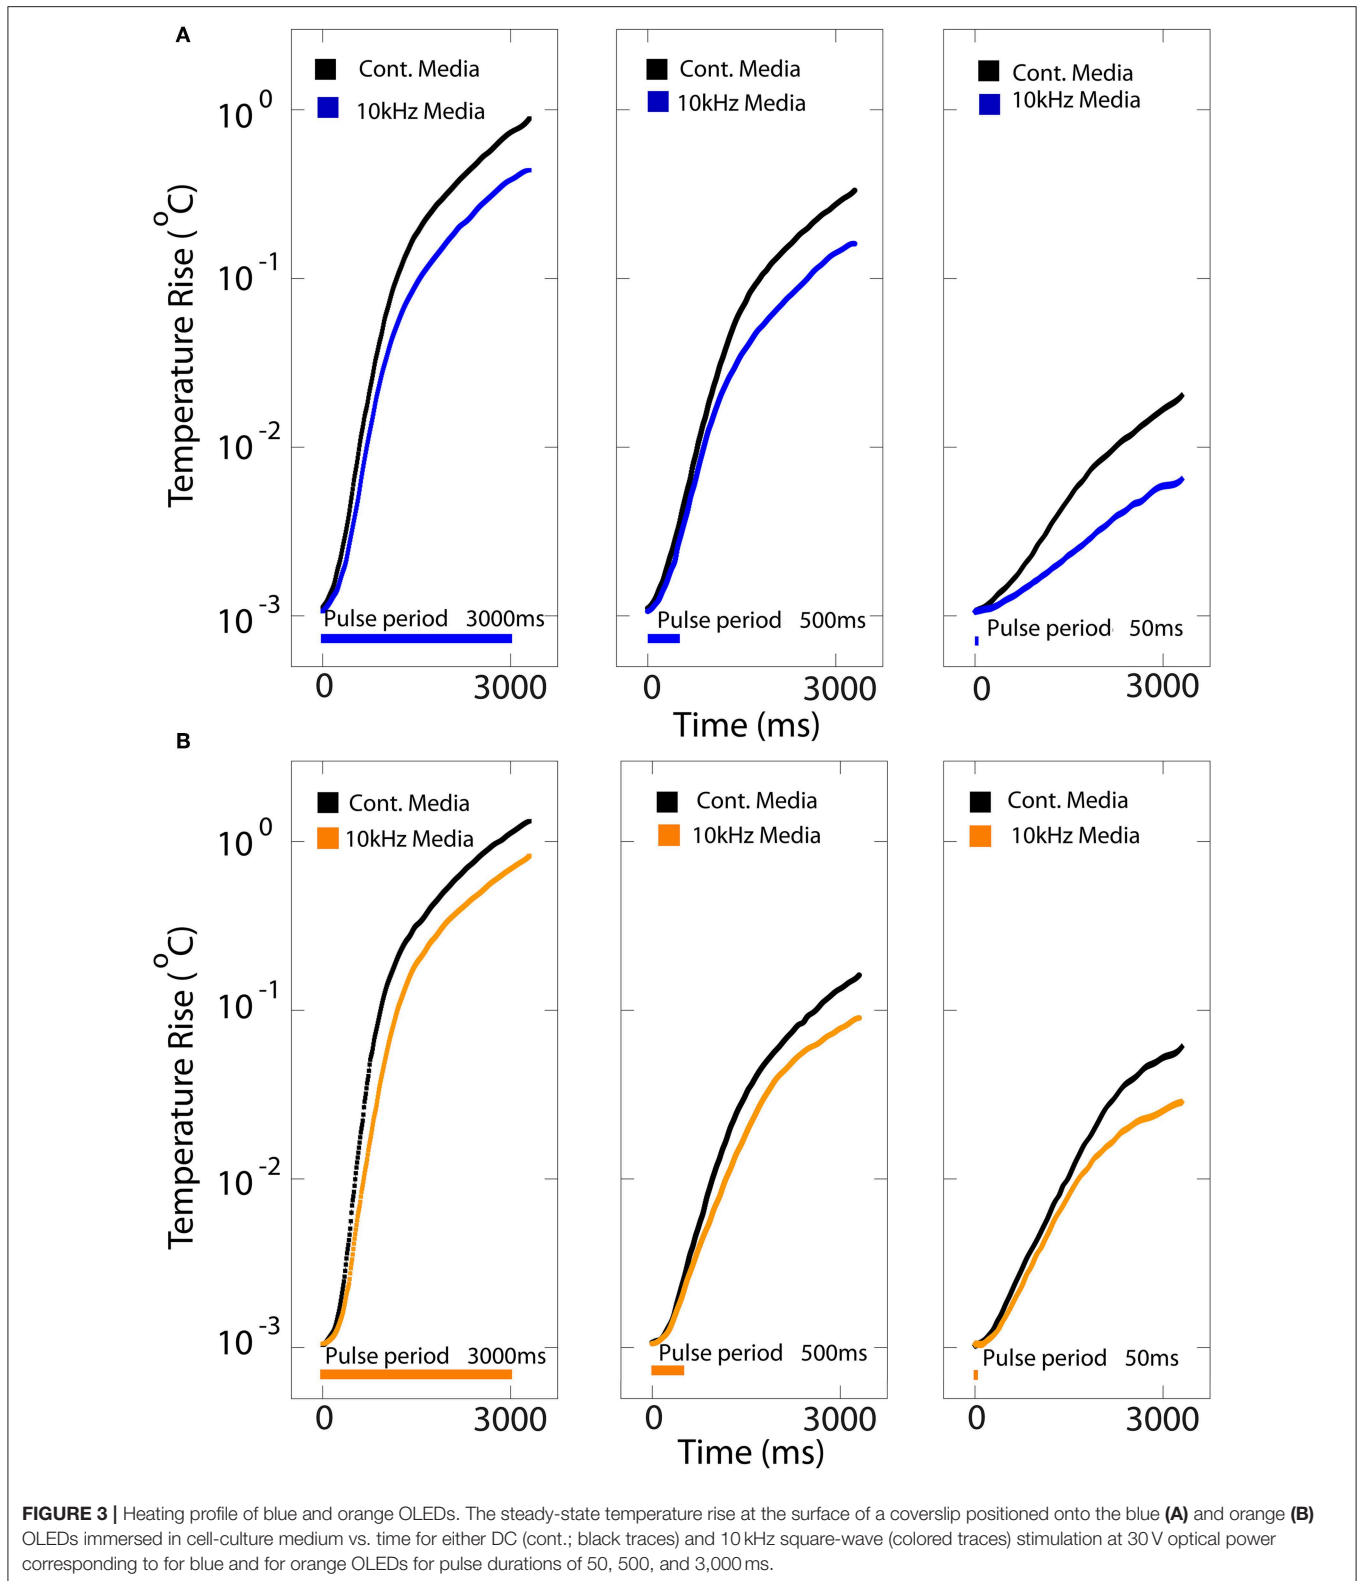 A
Cont. Media
10kHz Media
Cont. Media
10kHz Media
Cont. Media
10kHz Media
Temperature Rise (°C)
10^0
10^-1
10^-2
10^-3
Pulse period 3000ms
Pulse period 500ms
Pulse period 50ms
0 3000
0 3000
0 3000
Time (ms)
B
Cont. Media
10kHz Media
Cont. Media
10kHz Media
Cont. Media
10kHz Media
Temperature Rise (°C)
10^0
10^-1
10^-2
10^-3
Pulse period 3000ms
Pulse period 500ms
Pulse period 50ms
0 3000
0 3000
0 3000
Time (ms)
FIGURE 3 | Heating profile of blue and orange OLEDs. The steady-state temperature rise at the surface of a coverslip positioned onto the blue (A) and orange (B)
OLEDs immersed in cell-culture medium vs. time for either DC (cont.; black traces) and 10 kHz square-wave (colored traces) stimulation at 30 V optical power
corresponding to for blue and for orange OLEDs for pulse durations of 50, 500, and 3,000 ms.